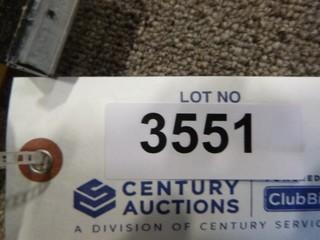 LOT NO
3551
CENTURY
AUCTIONS
A DIVISION OF CENTURY SERVIC
ClubBi